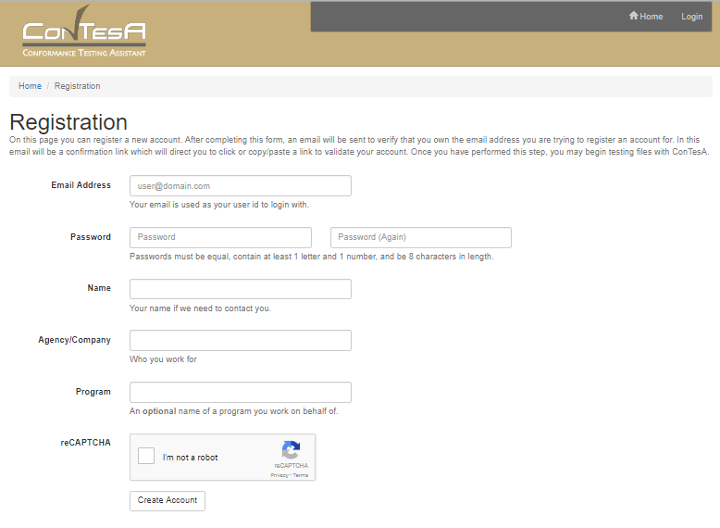 ConTesA
Conformance Testing Assistant
Home Login
Home / Registration
Registration
On this page you can register a new account. After completing this form, an email will be sent to verify that you own the email address you are trying to register an account for. In this
email will be a confirmation link which will direct you to click or copy/paste a link to validate your account. Once you have performed this step, you may begin testing files with ConTesA.
Email Address user@domain.com
Your email is used as your user id to login with.
Password Password Password (Again)
Passwords must be equal, contain at least 1 letter and 1 number, and be 8 characters in length.
Name
Your name if we need to contact you.
Agency/Company
Who you work for
Program
An optional name of a program you work on behalf of.
reCAPTCHA
I'm not a robot
reCAPTCHA
Privacy - Terms
Create Account